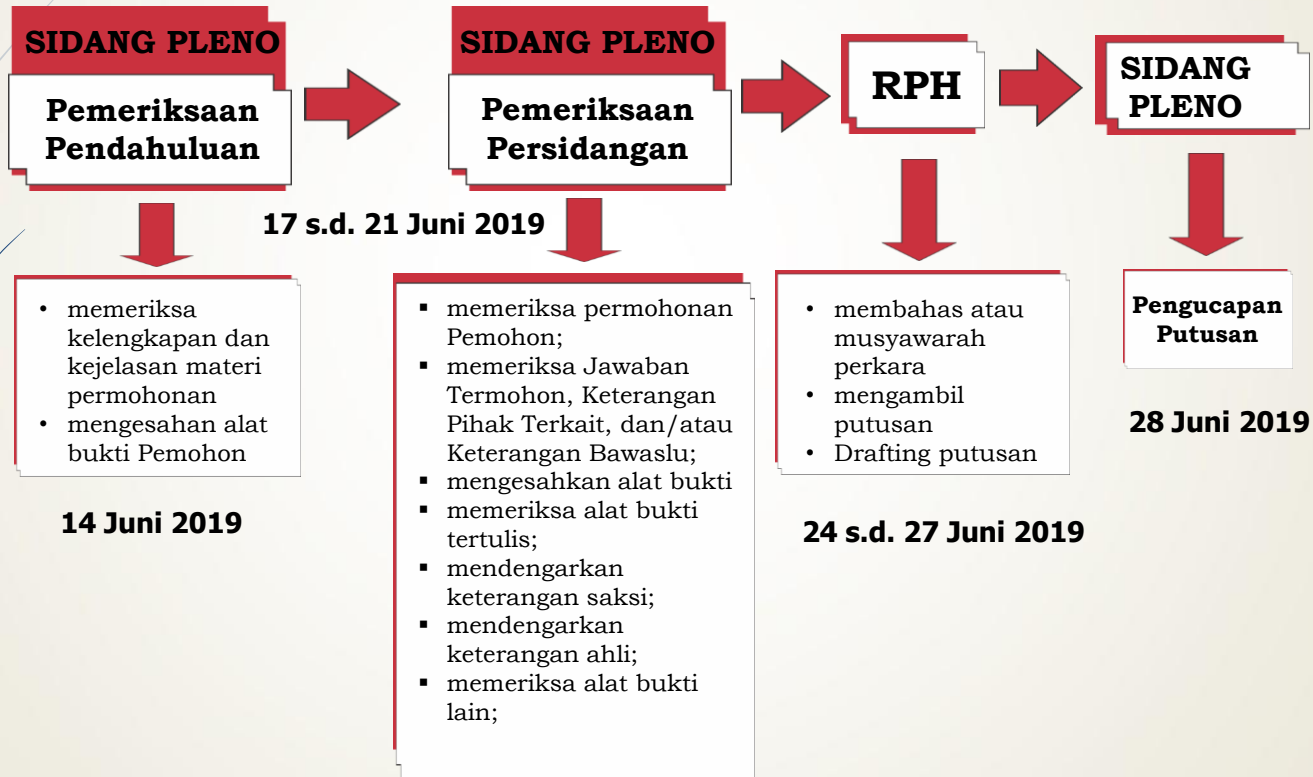 SIDANG PLENO
Pemeriksaan
Pendahuluan
SIDANG PLENO
Pemeriksaan
Persidangan
RPH
SIDANG
PLENO
17 s.d. 21 Juni 2019
• memeriksa
kelengkapan dan
kejelasan materi
permohonan
• mengesahan alat
bukti Pemohon
14 Juni 2019
▪ memeriksa permohonan
Pemohon;
▪ memeriksa Jawaban
Termohon, Keterangan
Pihak Terkait, dan/atau
Keterangan Bawaslu;
▪ mengesahkan alat bukti
▪ memeriksa alat bukti
tertulis;
▪ mendengarkan
keterangan saksi;
▪ mendengarkan
keterangan ahli;
▪ memeriksa alat bukti
lain;
• membahas atau
musyawarah
perkara
• mengambil
putusan
• Drafting putusan
24 s.d. 27 Juni 2019
Pengucapan
Putusan
28 Juni 2019